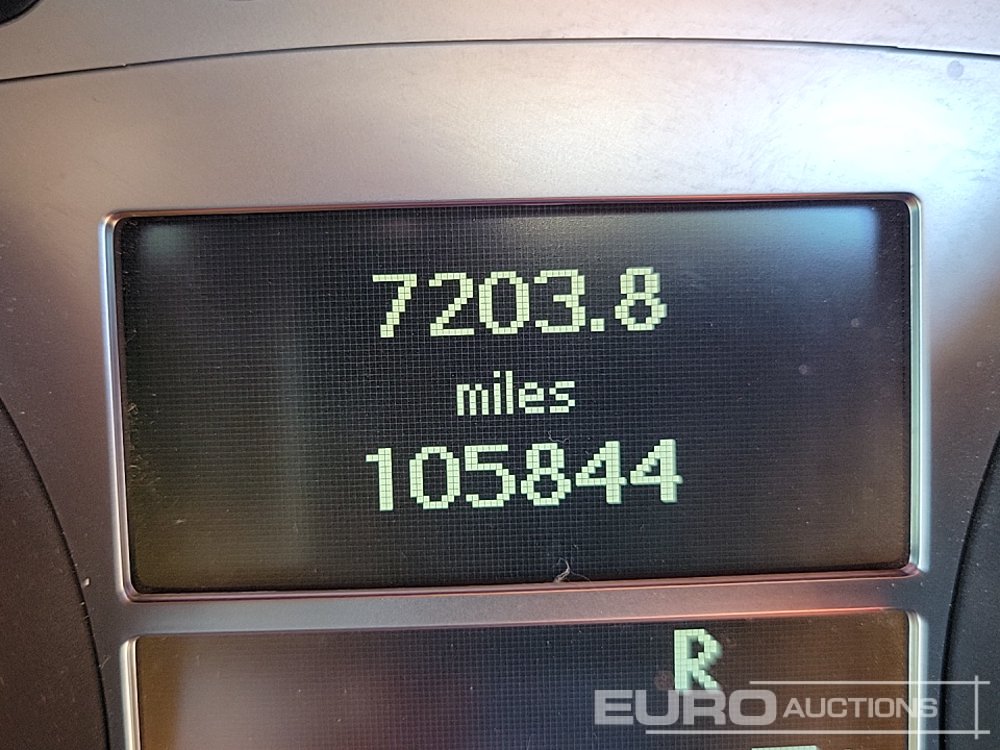 7203.8
miles
105844
R
EURO AUCTIONS